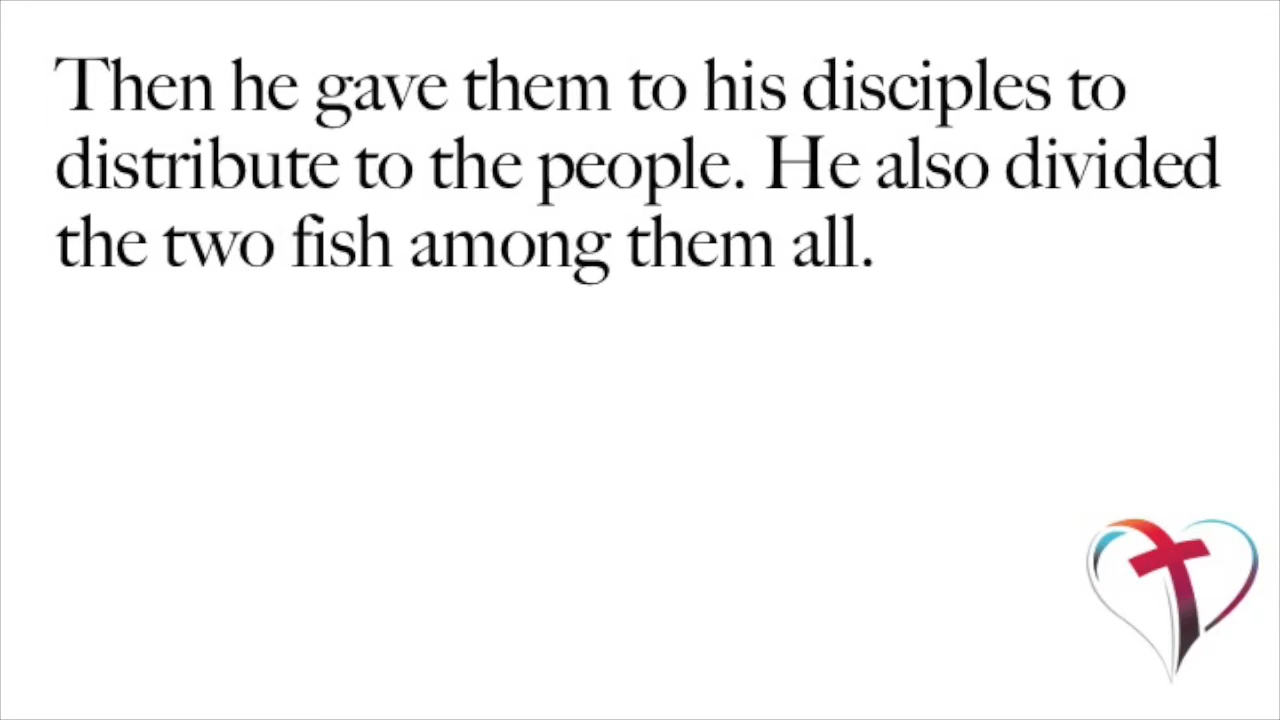 Then he gave them to his disciples to
distribute to the people. He also divided
the two fish among them all.